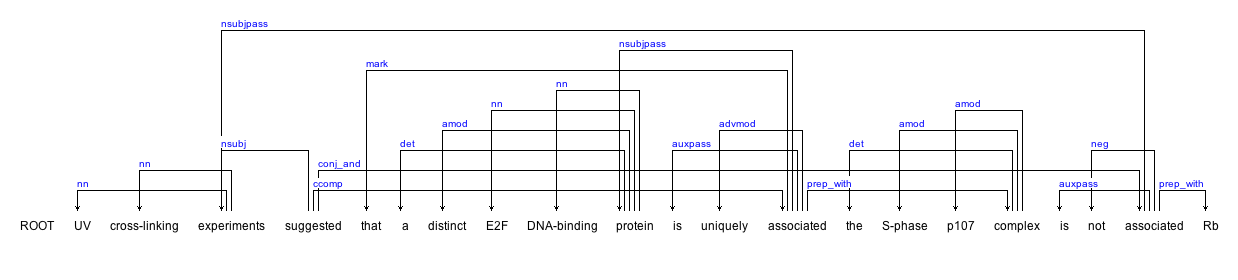 nsubjpass
nsubjpass
mark
nn
nn amod
amod advmod
det auxpass det amod neg
nsubj
nn conj_and
nn ccomp prep_with auxpass prep_with
ROOT UV cross-linking experiments suggested that a distinct E2F DNA-binding protein is uniquely associated the S-phase p107 complex is not associated Rb